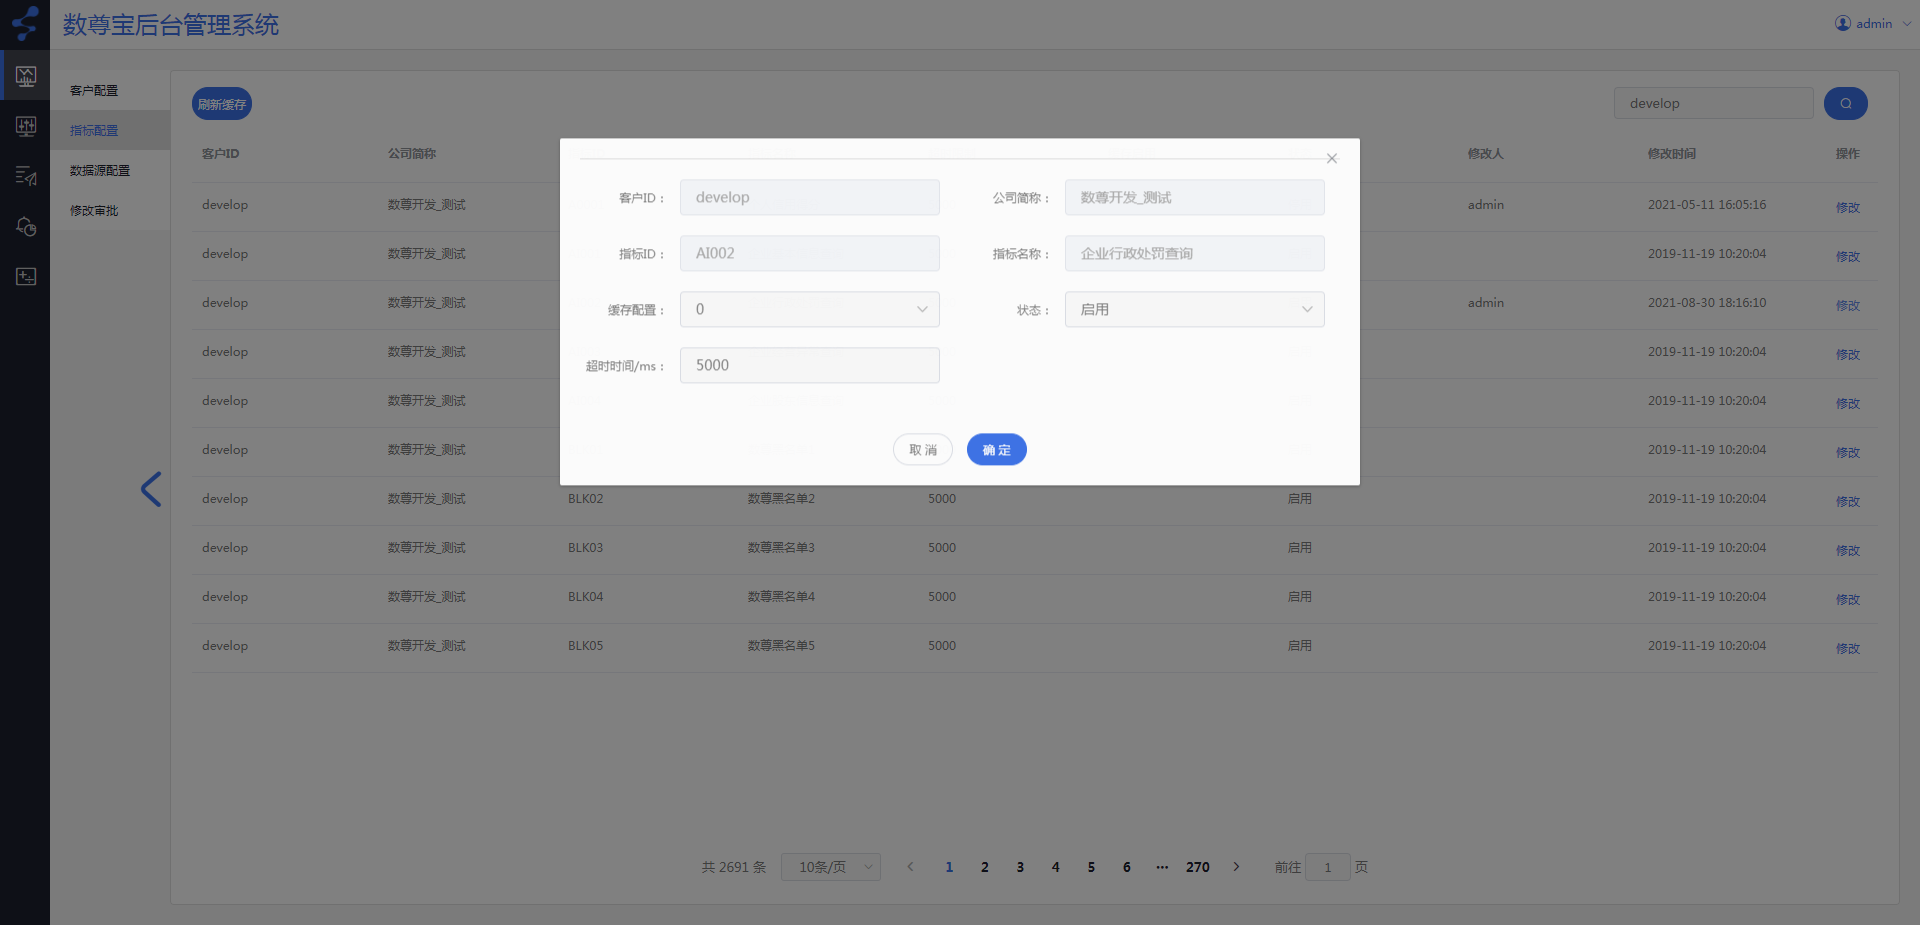 数尊宝后台管理系统
admin
客户配置
指标配置
数据源配置
修改审批
刷新缓存
develop
客户ID 公司简称 修改人 修改时间 操作
develop 数尊开发_测试 admin 2021-05-11 16:05:16 修改
develop 数尊开发_测试 2019-11-19 10:20:04 修改
develop 数尊开发_测试 admin 2021-08-30 18:16:10 修改
develop 数尊开发_测试 2019-11-19 10:20:04 修改
develop 数尊开发_测试 2019-11-19 10:20:04 修改
develop 数尊开发_测试 2019-11-19 10:20:04 修改
develop 数尊开发_测试 BLK02 数尊黑名单2 5000 启用 2019-11-19 10:20:04 修改
develop 数尊开发_测试 BLK03 数尊黑名单3 5000 启用 2019-11-19 10:20:04 修改
develop 数尊开发_测试 BLK04 数尊黑名单4 5000 启用 2019-11-19 10:20:04 修改
develop 数尊开发_测试 BLK05 数尊黑名单5 5000 启用 2019-11-19 10:20:04 修改
客户ID： develop 公司简称： 数尊开发_测试
指标ID： AI002 指标名称： 企业行政处罚查询
缓存配置： 0 状态： 启用
超时时间/ms： 5000
取 消 确 定
共 2691 条 10条/页 1 2 3 4 5 6 ··· 270 前往 1 页